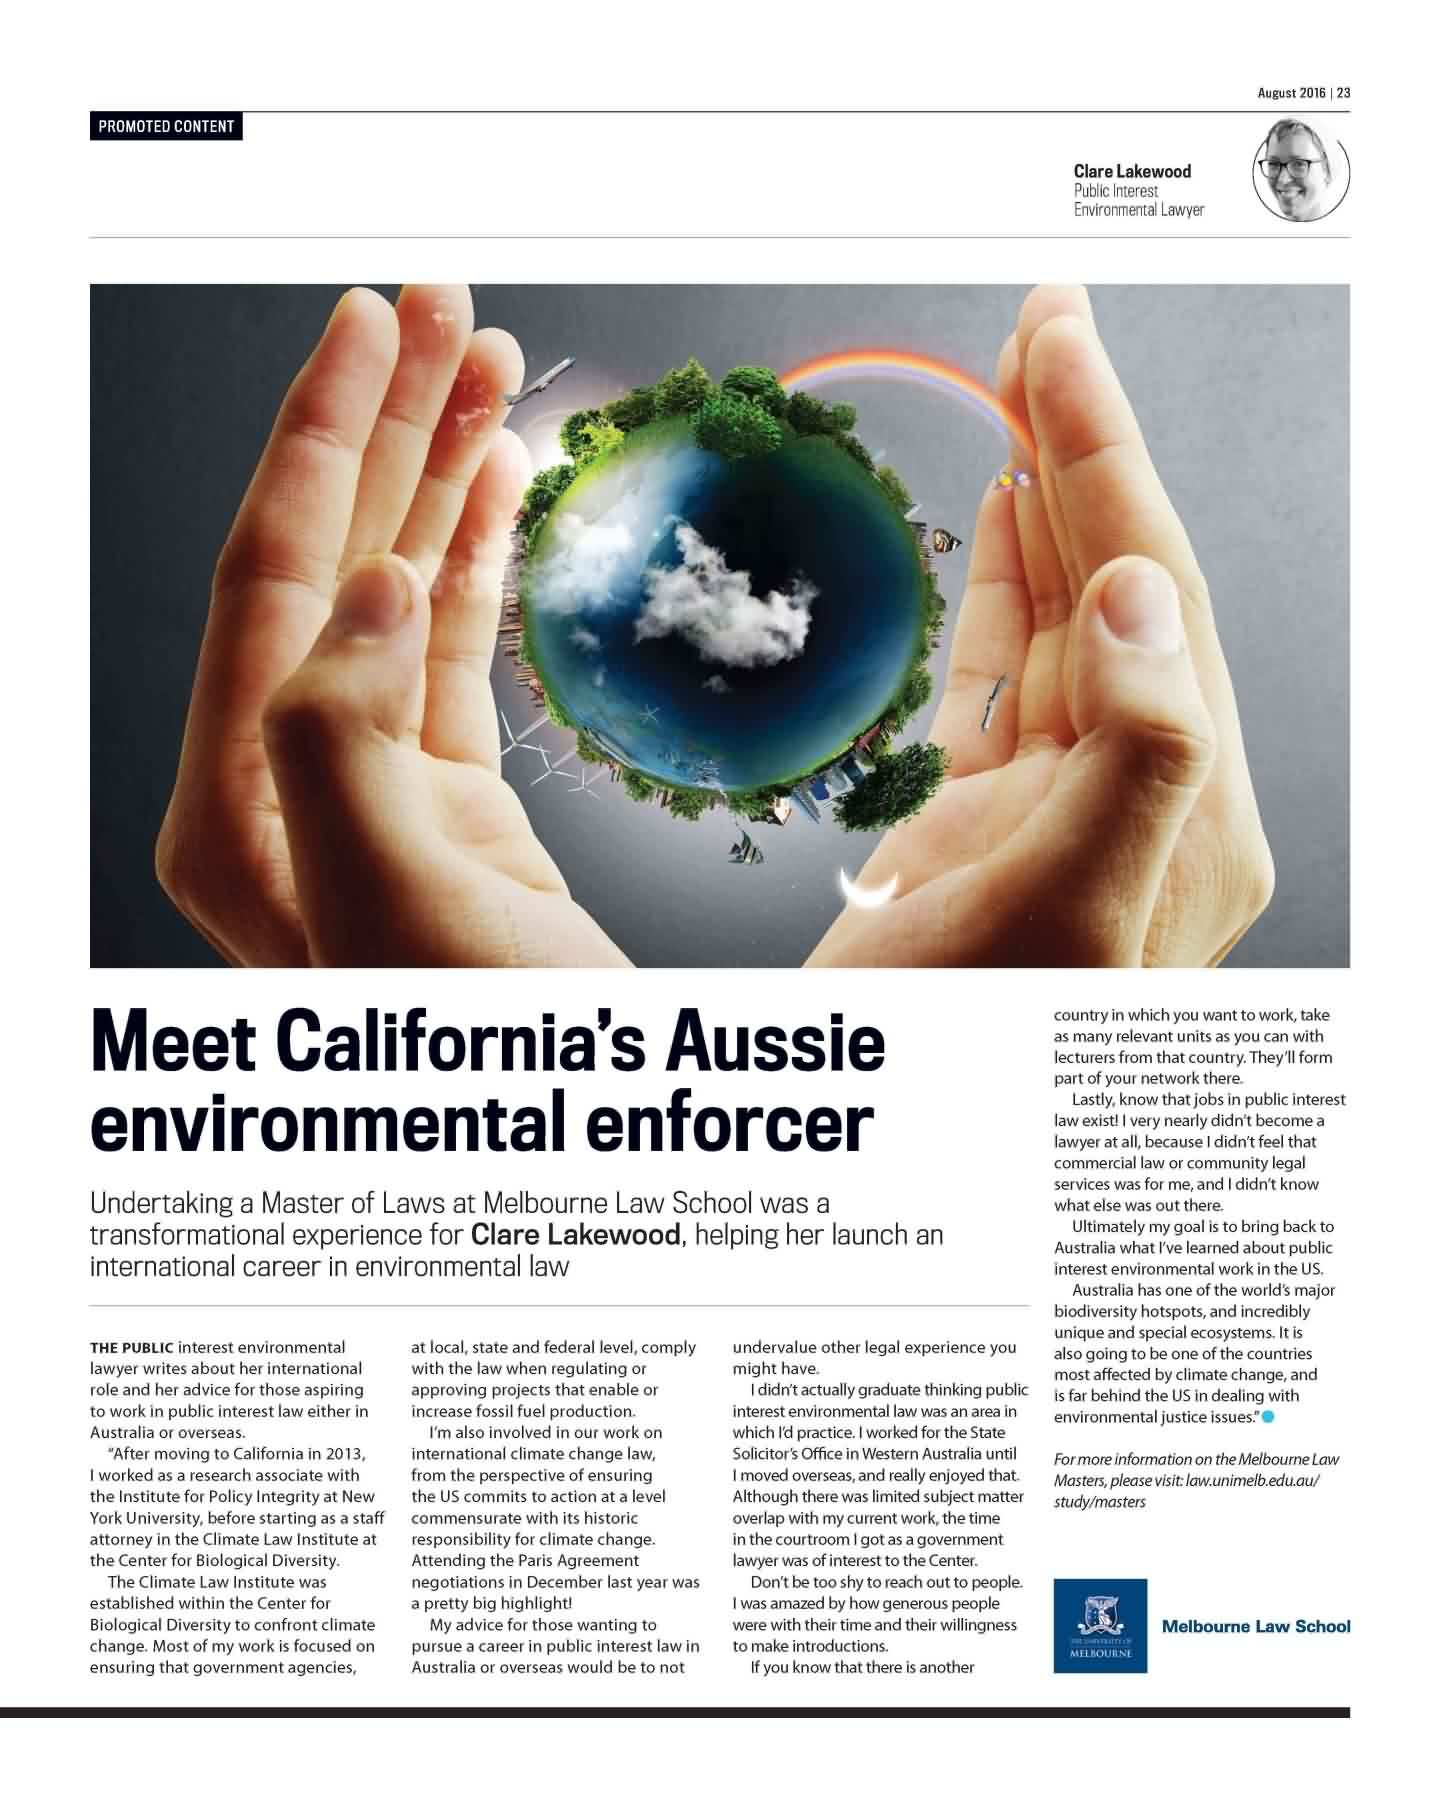 August 2016 | 23
PROMOTED CONTENT
Clare Lakewood
Public Interest
Environmental Lawyer
Meet California’s Aussie
environmental enforcer
Undertaking a Master of Laws at Melbourne Law School was a
transformational experience for Clare Lakewood, helping her launch an
international career in environmental law
THE PUBLIC interest environmental
lawyer writes about her international
role and her advice for those aspiring
to work in public interest law either in
Australia or overseas.
“After moving to California in 2013,
I worked as a research associate with
the Institute for Policy Integrity at New
York University, before starting as a staff
attorney in the Climate Law Institute at
the Center for Biological Diversity.
The Climate Law Institute was
established within the Center for
Biological Diversity to confront climate
change. Most of my work is focused on
ensuring that government agencies,
at local, state and federal level, comply
with the law when regulating or
approving projects that enable or
increase fossil fuel production.
I’m also involved in our work on
international climate change law,
from the perspective of ensuring
the US commits to action at a level
commensurate with its historic
responsibility for climate change.
Attending the Paris Agreement
negotiations in December last year was
a pretty big highlight!
My advice for those wanting to
pursue a career in public interest law in
Australia or overseas would be to not
undervalue other legal experience you
might have.
I didn’t actually graduate thinking public
interest environmental law was an area in
which I’d practice. I worked for the State
Solicitor’s Office in Western Australia until
I moved overseas, and really enjoyed that.
Although there was limited subject matter
overlap with my current work, the time
in the courtroom I got as a government
lawyer was of interest to the Center.
Don’t be too shy to reach out to people.
I was amazed by how generous people
were with their time and their willingness
to make introductions.
If you know that there is another
country in which you want to work, take
as many relevant units as you can with
lecturers from that country. They’ll form
part of your network there.
Lastly, know that jobs in public interest
law exist! I very nearly didn’t become a
lawyer at all, because I didn’t feel that
commercial law or community legal
services was for me, and I didn’t know
what else was out there.
Ultimately my goal is to bring back to
Australia what I’ve learned about public
interest environmental work in the US.
Australia has one of the world’s major
biodiversity hotspots, and incredibly
unique and special ecosystems. It is
also going to be one of the countries
most affected by climate change, and
is far behind the US in dealing with
environmental justice issues.”
For more information on the Melbourne Law
Masters, please visit: law.unimelb.edu.au/
study/masters
THE UNIVERSITY OF
MELBOURNE
Melbourne Law School